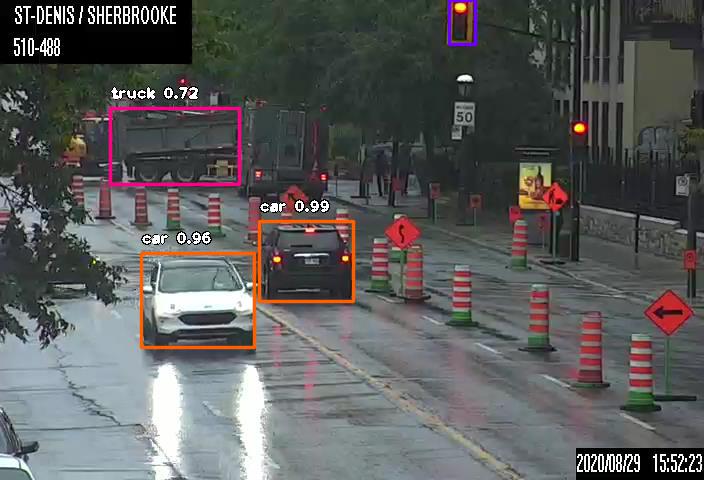 ST-DENIS / SHERBROOKE
510-488
truck 0.72
50
car 0.99
car 0.96
2020/08/29 15:52:23